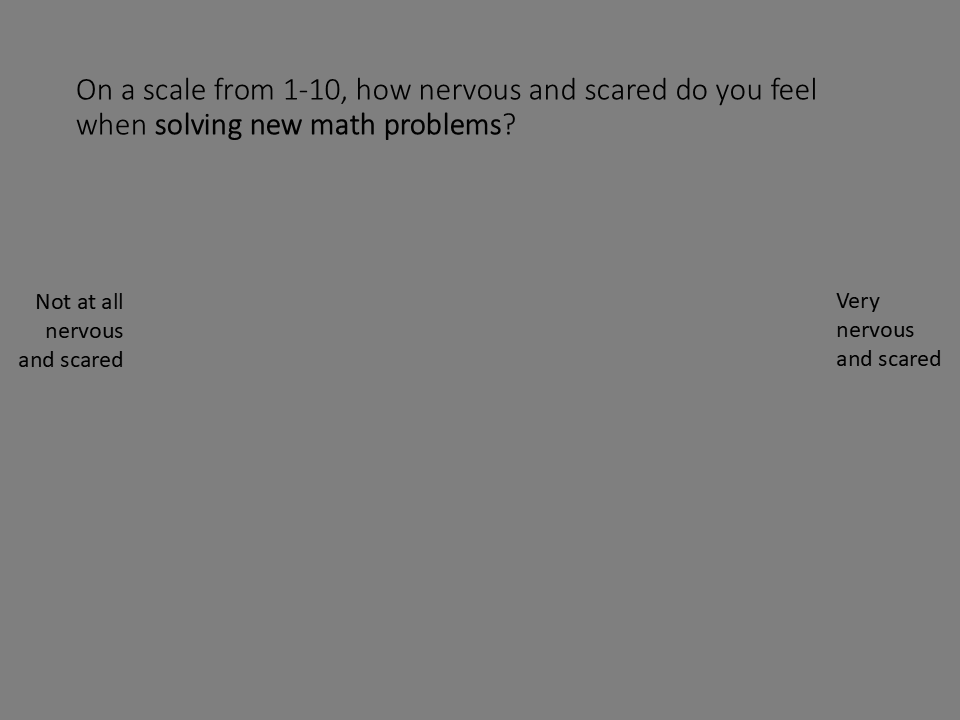 On a scale from 1-10, how nervous and scared do you feel
when solving new math problems?
Not at all
nervous
and scared
Very
nervous
and scared